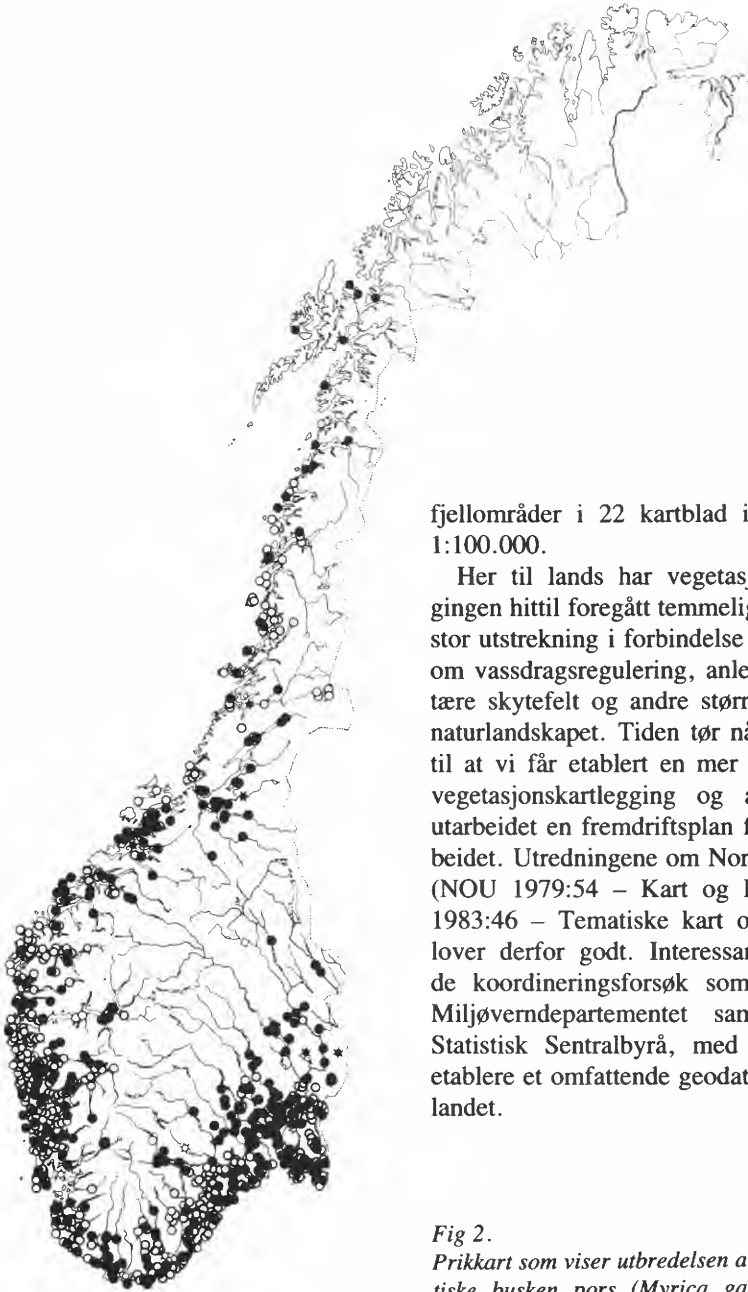 fjellområder i 22 kartblad i
1:100.000.
Her til lands har vegetasj
gingen hittil foregått temmelig
stor utstrekning i forbindelse
om vassdragsregulering, anle
tære skytefelt og andre størr
naturlandskapet. Tiden tør nå
til at vi får etablert en mer
vegetasjonskartlegging og a
utarbeidet en fremdriftsplan f
beidet. Utredningene om Nor
(NOU 1979:54 – Kart og
1983:46 – Tematiske kart o
lover derfor godt. Interessan
de koordineringsforsøk som
Miljøverndepartementet sam
Statistisk Sentralbyrå, med
etablere et omfattende geodat
landet.
Fig 2.
Prikkart som viser utbredelsen a
tiske busken pors (Myrica ga